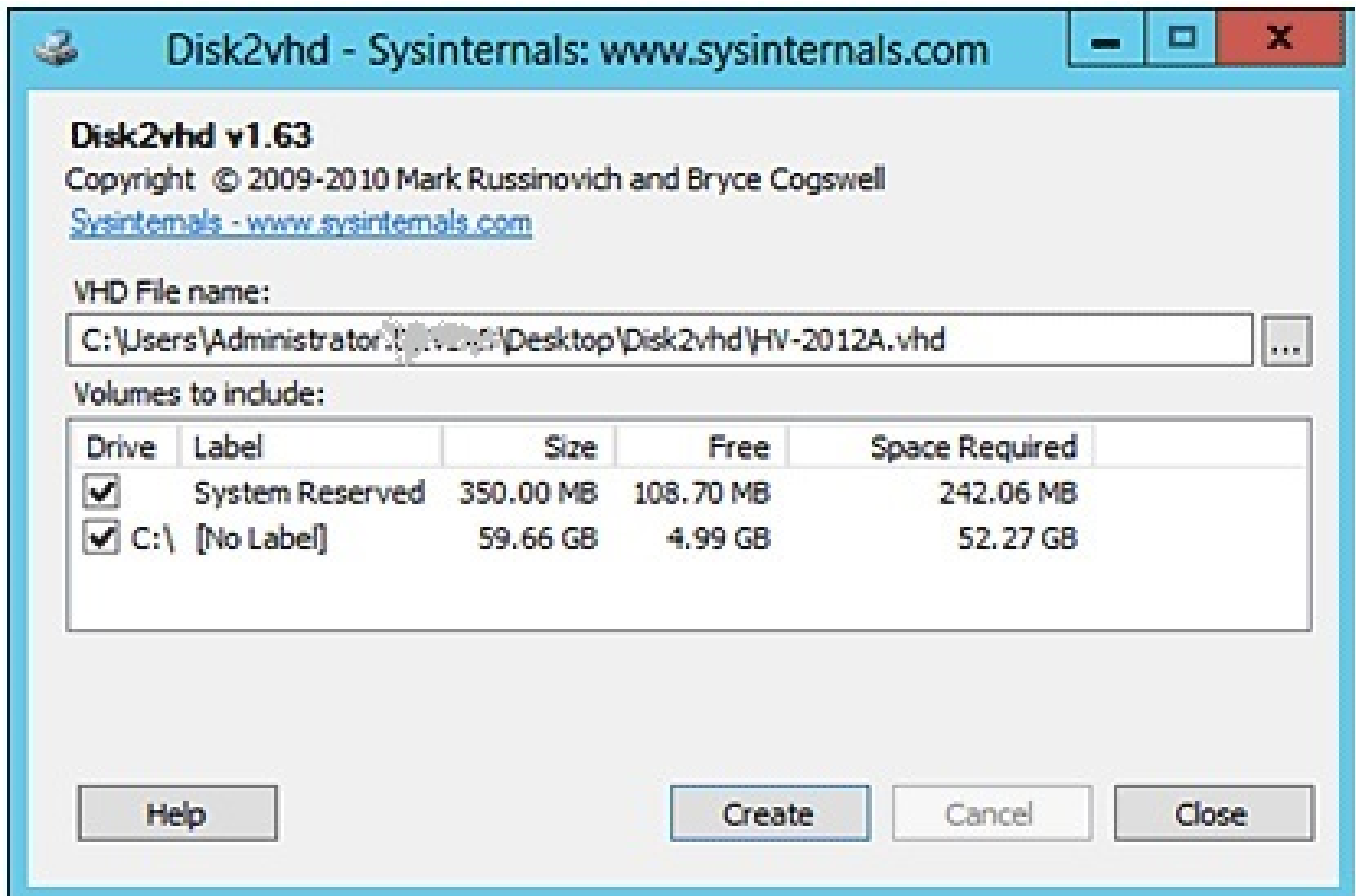 Disk2vhd - Sysinternals: www.sysinternals.com
Disk2vhd v1.63
Copyright © 2009-2010 Mark Russinovich and Bryce Cogswell
Sysinternals - www.sysinternals.com
VHD File name:
C:\Users\Administrator. \Desktop\Disk2vhd\HV-2012A.vhd
...
Volumes to include:
Drive Label Size Free Space Required
System Reserved 350.00 MB 108.70 MB 242.06 MB
C:\ [No Label] 59.66 GB 4.99 GB 52.27 GB
Help Create Cancel Close